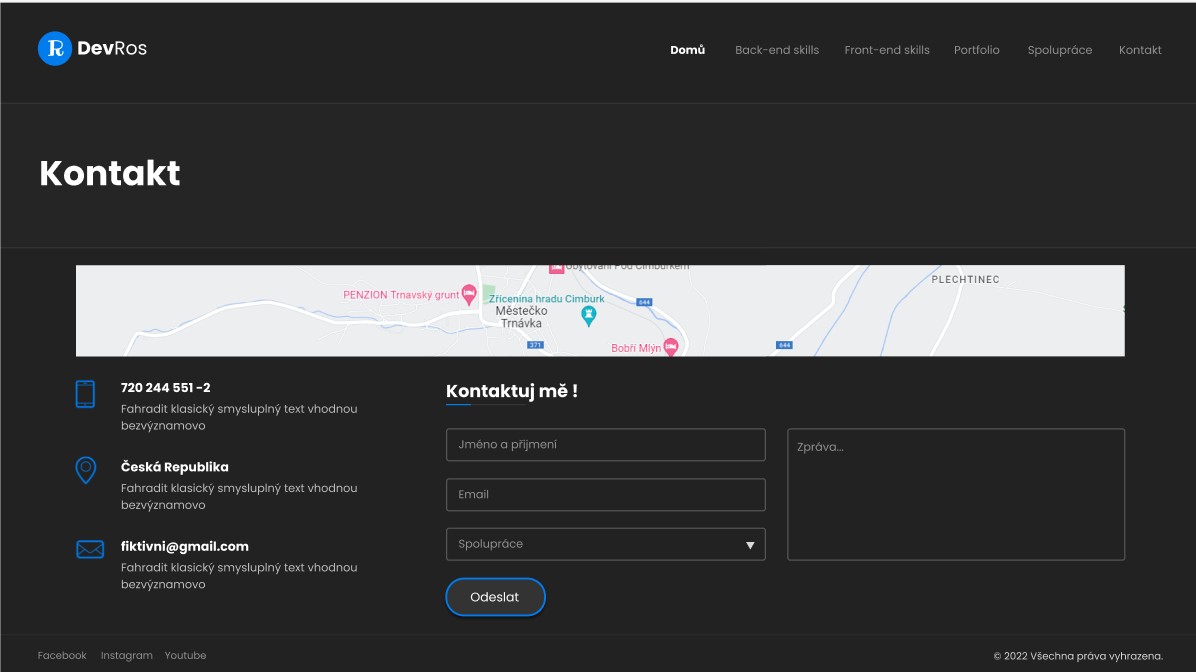 R DevRos
Domů Back-end skills Front-end skills Portfolio Spolupráce Kontakt
Kontakt
Obytování Pod Cimburkem
PLECHTINEC
PENZION Trnavský grunt
Zřícenina hradu Cimburk
644
Městečko
Trnávka
371
Bobří Mlýn
644
720 244 551 -2
Fahradit klasický smysluplný text vhodnou
bezvýznamovo
Česká Republika
Fahradit klasický smysluplný text vhodnou
bezvýznamovo
fiktivni@gmail.com
Fahradit klasický smysluplný text vhodnou
bezvýznamovo
Kontaktuj mě !
Jméno a příjmení
Email
Spolupráce
Zpráva...
Odeslat
Facebook Instagram Youtube
© 2022 Všechna práva vyhrazena.